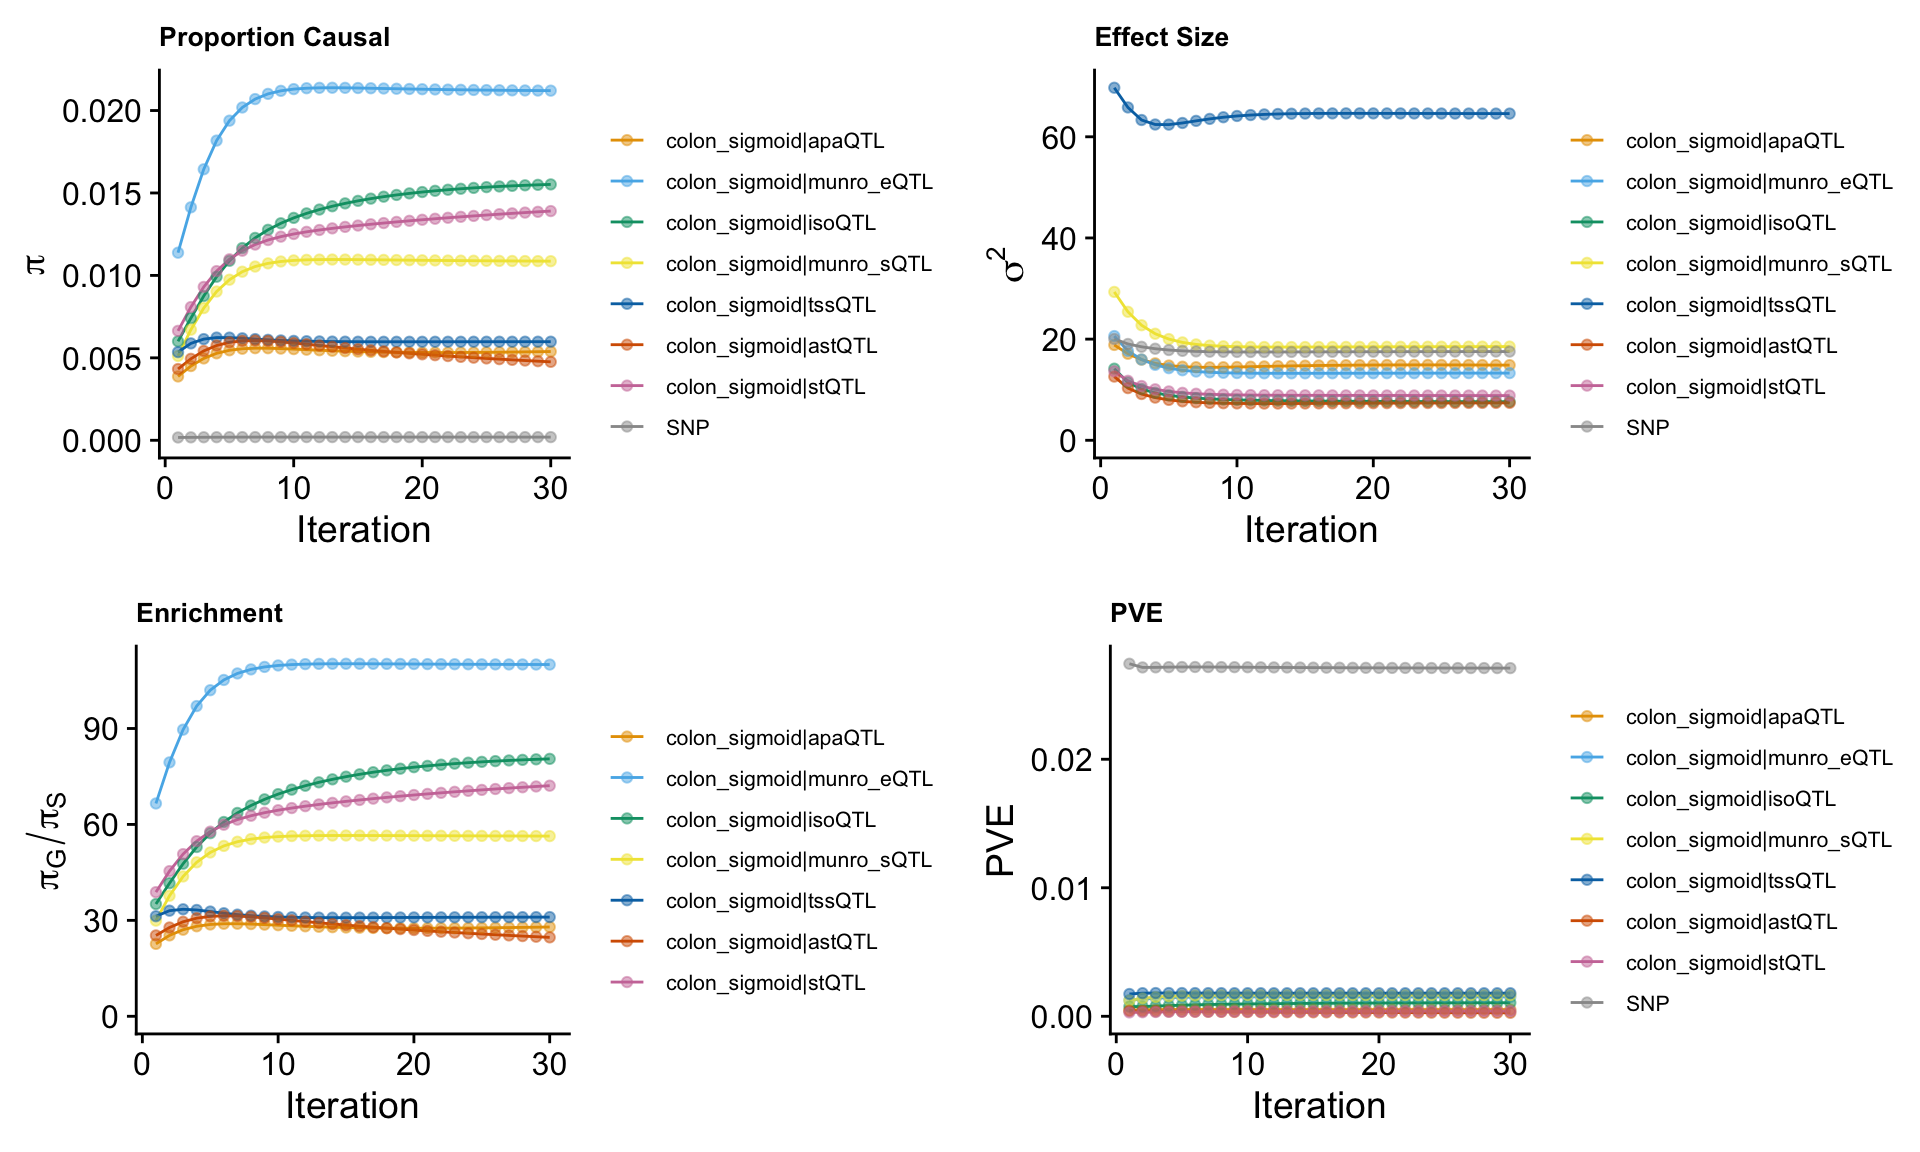 Proportion Causal
π
0.020
0.015
0.010
0.005
0.000
0 10 20 30
Iteration
colon_sigmoid|apaQTL
colon_sigmoid|munro_eQTL
colon_sigmoid|isoQTL
colon_sigmoid|munro_sQTL
colon_sigmoid|tssQTL
colon_sigmoid|astQTL
colon_sigmoid|stQTL
SNP
Effect Size
σ²
60
40
20
0
0 10 20 30
Iteration
colon_sigmoid|apaQTL
colon_sigmoid|munro_eQTL
colon_sigmoid|isoQTL
colon_sigmoid|munro_sQTL
colon_sigmoid|tssQTL
colon_sigmoid|astQTL
colon_sigmoid|stQTL
SNP
Enrichment
πG/πS
90
60
30
0
0 10 20 30
Iteration
colon_sigmoid|apaQTL
colon_sigmoid|munro_eQTL
colon_sigmoid|isoQTL
colon_sigmoid|munro_sQTL
colon_sigmoid|tssQTL
colon_sigmoid|astQTL
colon_sigmoid|stQTL
PVE
PVE
0.02
0.01
0.00
0 10 20 30
Iteration
colon_sigmoid|apaQTL
colon_sigmoid|munro_eQTL
colon_sigmoid|isoQTL
colon_sigmoid|munro_sQTL
colon_sigmoid|tssQTL
colon_sigmoid|astQTL
colon_sigmoid|stQTL
SNP